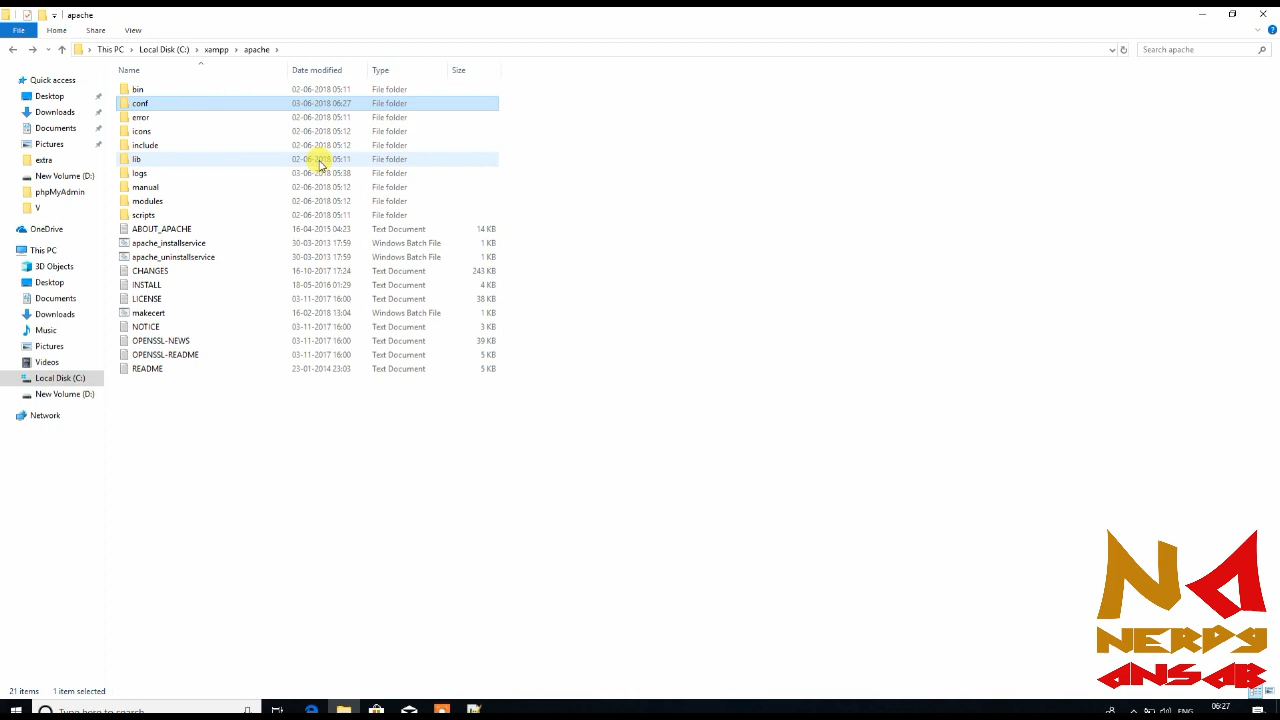 apache
File Home Share View
This PC Local Disk (C:) xampp apache
Search apache
Name Date modified Type Size
Quick access
Desktop
Downloads
Documents
Pictures
extra
New Volume (D:)
phpMyAdmin
V
OneDrive
This PC
3D Objects
Desktop
Documents
Downloads
Music
Pictures
Videos
Local Disk (C:)
New Volume (D:)
Network
bin 02-06-2018 05:11 File folder
conf 03-06-2018 06:27 File folder
error 02-06-2018 05:11 File folder
icons 02-06-2018 05:12 File folder
include 02-06-2018 05:12 File folder
lib 02-06-2018 05:11 File folder
logs 03-06-2018 05:38 File folder
manual 02-06-2018 05:12 File folder
modules 02-06-2018 05:12 File folder
scripts 02-06-2018 05:11 File folder
ABOUT_APACHE 16-04-2015 04:23 Text Document 14 KB
apache_installservice 30-03-2013 17:59 Windows Batch File 1 KB
apache_uninstallservice 30-03-2013 17:59 Windows Batch File 1 KB
CHANGES 16-10-2017 17:24 Text Document 243 KB
INSTALL 18-05-2016 01:29 Text Document 4 KB
LICENSE 03-11-2017 16:00 Text Document 38 KB
makecert 16-02-2018 13:04 Windows Batch File 1 KB
NOTICE 03-11-2017 16:00 Text Document 3 KB
OPENSSL-NEWS 03-11-2017 16:00 Text Document 39 KB
OPENSSL-README 03-11-2017 16:00 Text Document 5 KB
README 23-01-2014 23:03 Text Document 5 KB
NA
NERDY
ANSAB
21 items 1 item selected
Type here to search
ENG
06:27